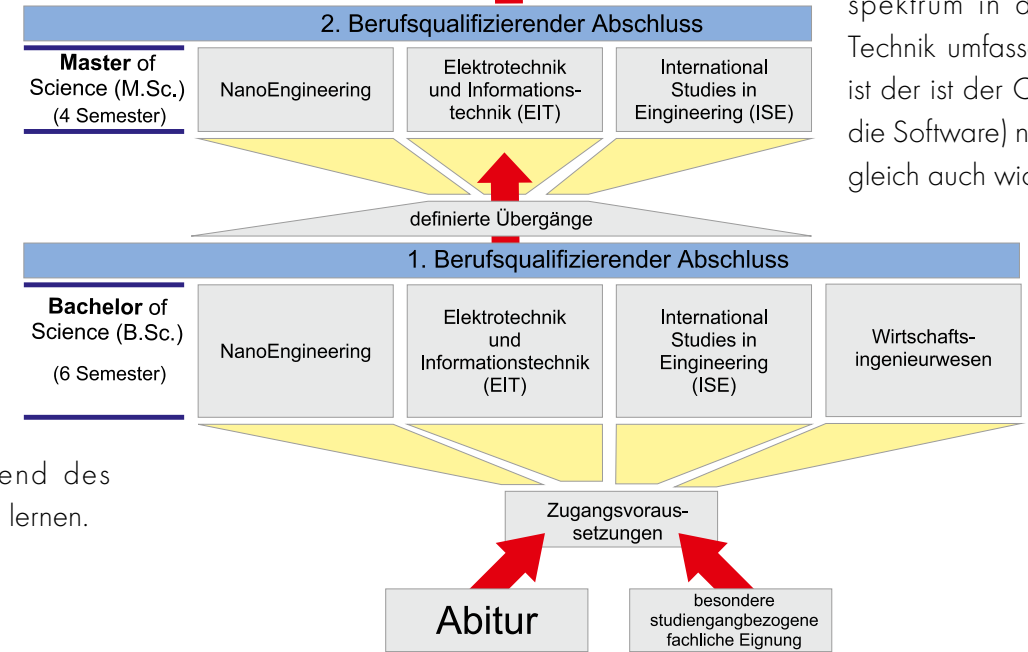 spektrum in d
Technik umfass
ist der ist der
die Software) n
gleich auch wi
2. Berufsqualifizierender Abschluss
Master of
Science (M.Sc.)
(4 Semester)
NanoEngineering
Elektrotechnik
und Informations-
technik (EIT)
International
Studies in
Eingineering (ISE)
definierte Übergänge
1. Berufsqualifizierender Abschluss
Bachelor of
Science (B.Sc.)
(6 Semester)
NanoEngineering
Elektrotechnik
und
Informationstechnik
(EIT)
International
Studies in
Eingineering
(ISE)
Wirtschafts-
ingenieurwesen
end des
lernen.
Zugangsvoraus-
setzungen
Abitur
besondere
studiengangbezogene
fachliche Eignung